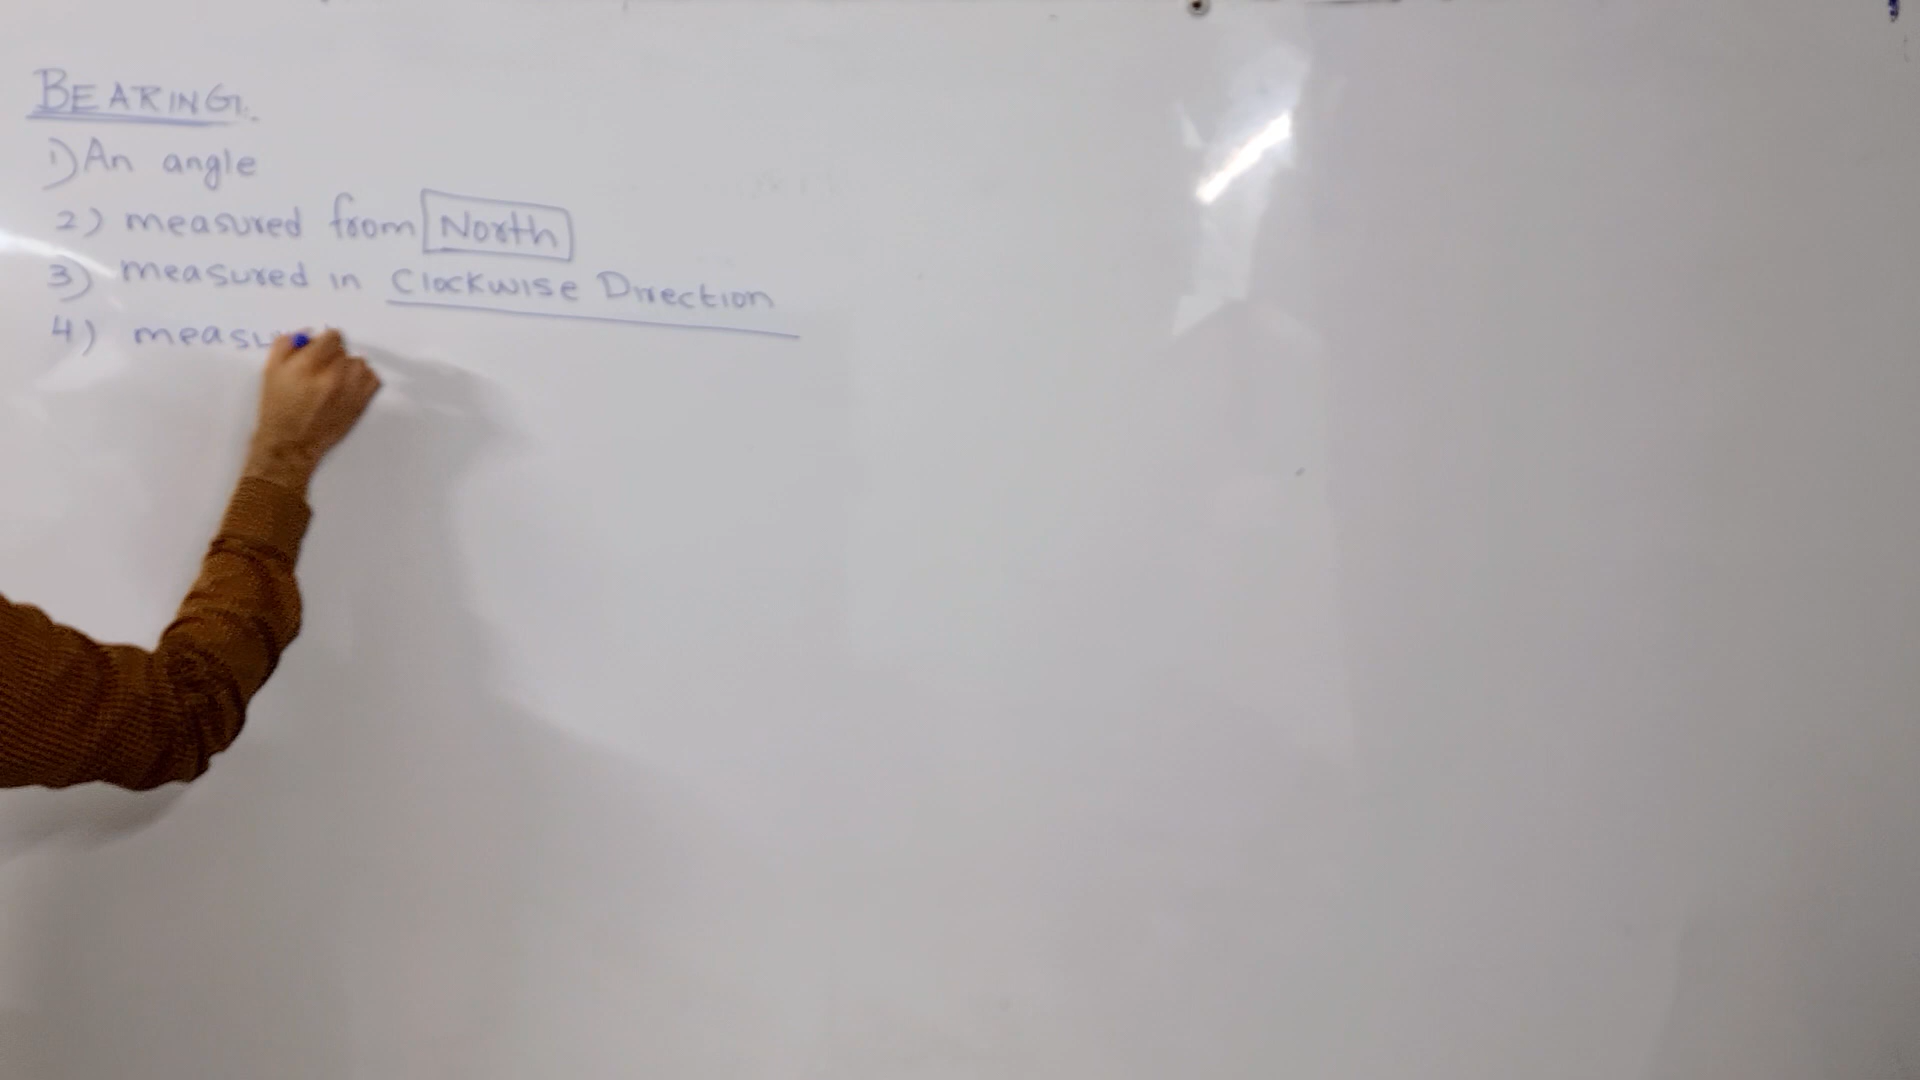 BEARING.
1) An angle
2) measured from North
3) measured in Clockwise Direction
4) measu